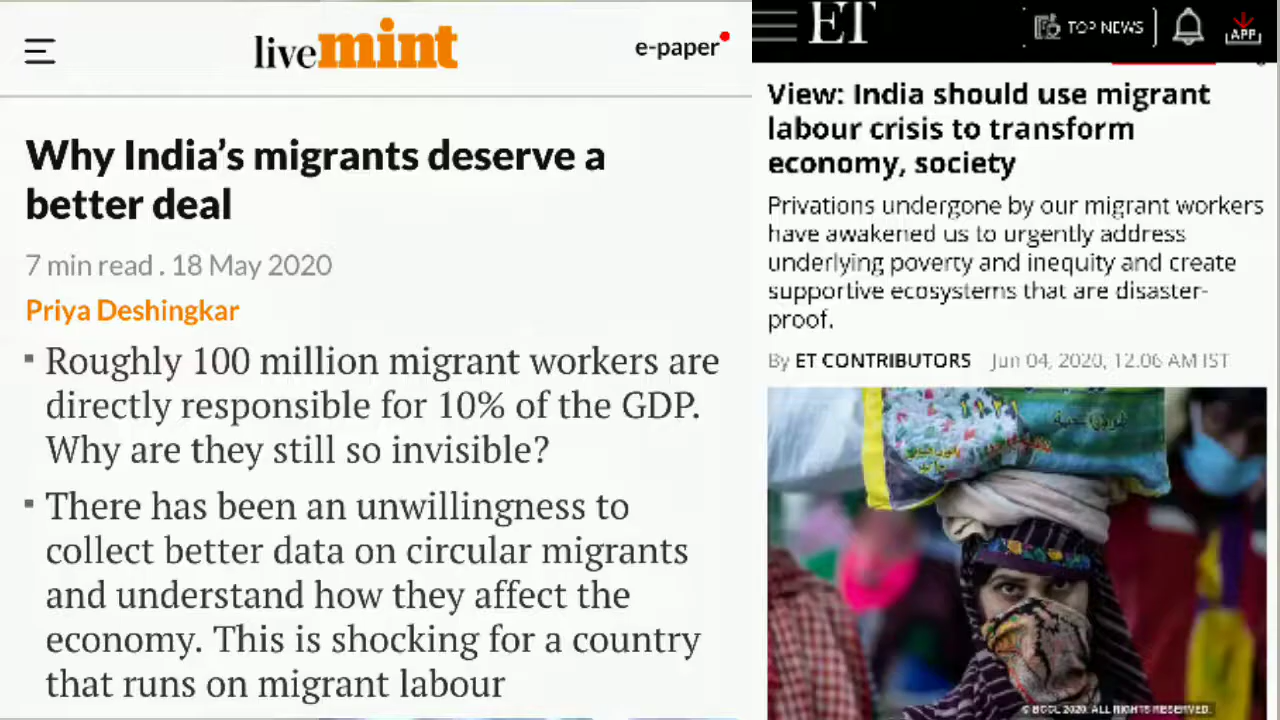 livemint
e-paper
Why India's migrants deserve a
better deal
7 min read . 18 May 2020
Priya Deshingkar
▪ Roughly 100 million migrant workers are
directly responsible for 10% of the GDP.
Why are they still so invisible?
▪ There has been an unwillingness to
collect better data on circular migrants
and understand how they affect the
economy. This is shocking for a country
that runs on migrant labour
ET
TOP NEWS
APP
View: India should use migrant
labour crisis to transform
economy, society
Privations undergone by our migrant workers
have awakened us to urgently address
underlying poverty and inequity and create
supportive ecosystems that are disaster-
proof.
By ET CONTRIBUTORS Jun 04, 2020, 12.06 AM IST
© BCCL 2020. ALL RIGHTS RESERVED.